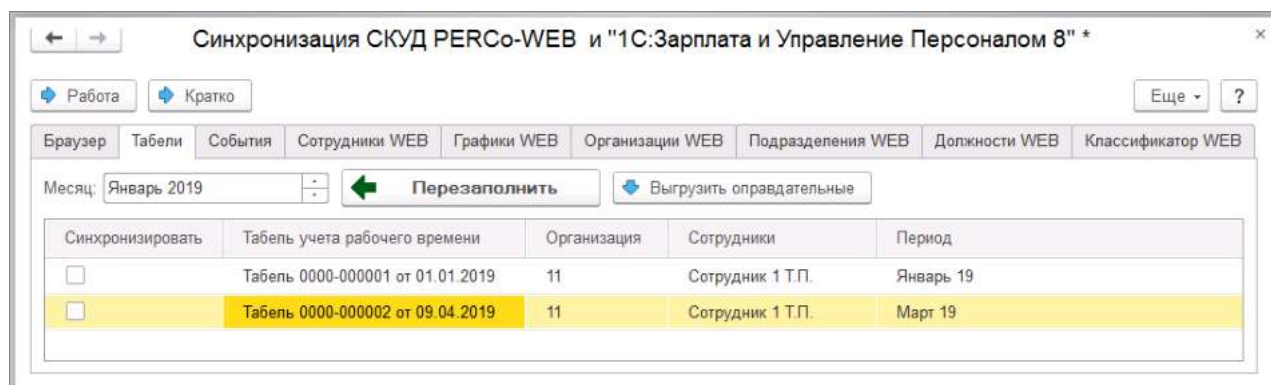 Синхронизация СКУД PERCo-WEB и "1С:Зарплата и Управление Персоналом 8" *
Работа Кратко Еще ?
Браузер Табели События Сотрудники WEB Графики WEB Организации WEB Подразделения WEB Должности WEB Классификатор WEB
Месяц: Январь 2019 Перезаполнить Выгрузить оправдательные
Синхронизировать Табель учета рабочего времени Организация Сотрудники Период
Табель 0000-000001 от 01.01.2019 11 Сотрудник 1 Т.П. Январь 19
Табель 0000-000002 от 09.04.2019 11 Сотрудник 1 Т.П. Март 19